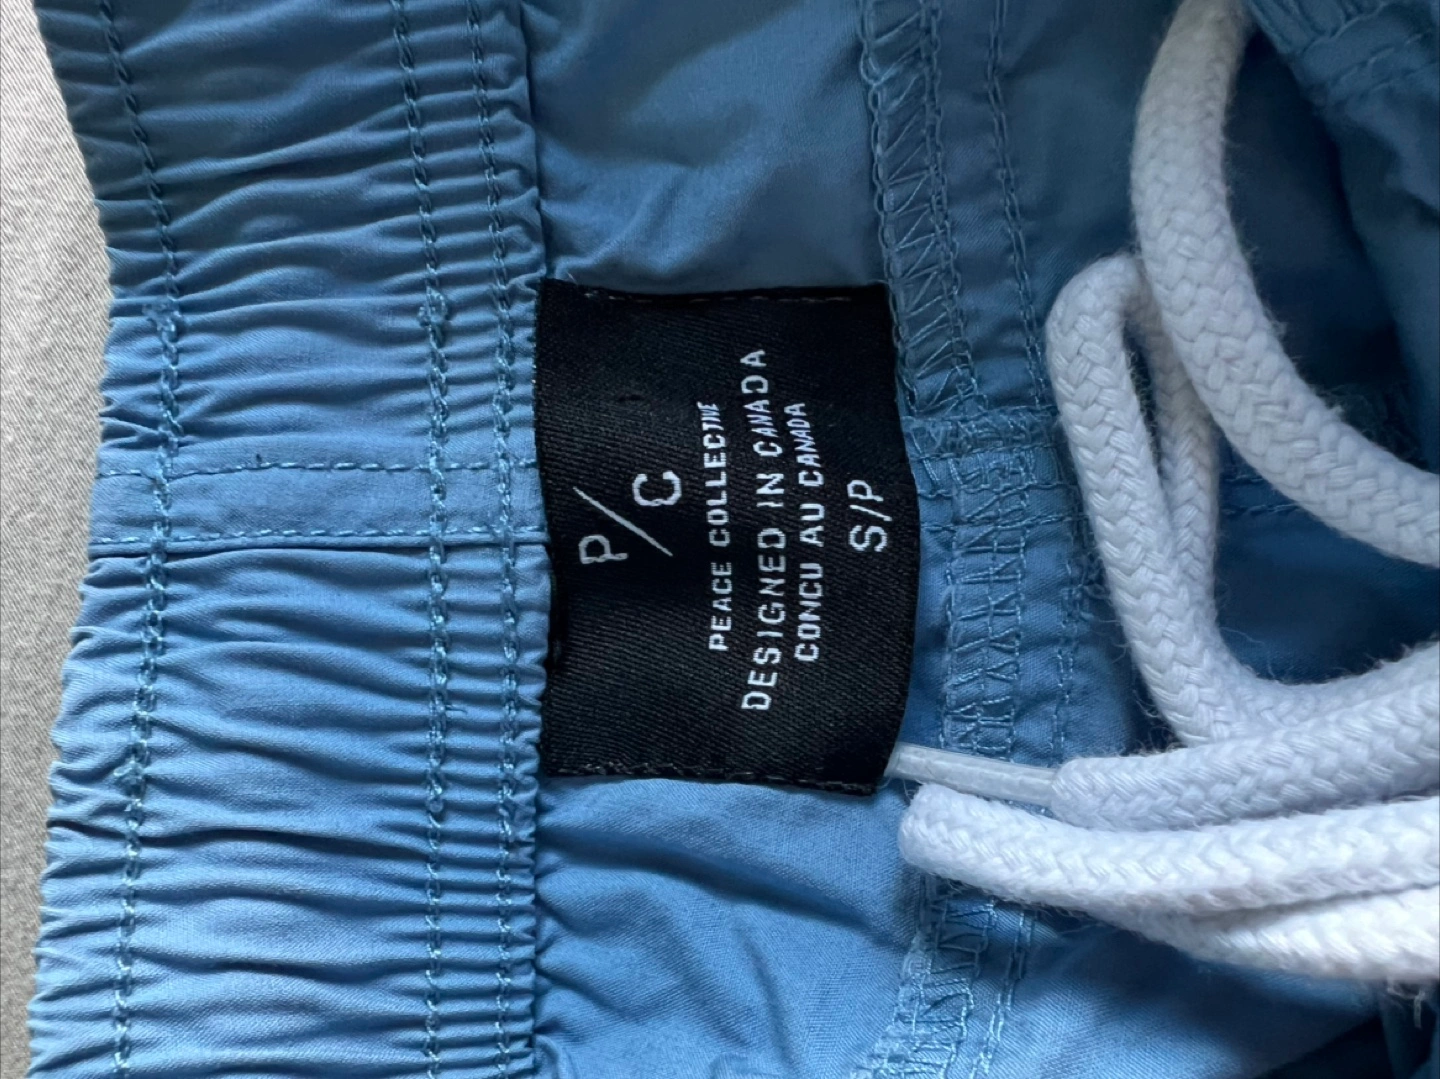 P/C
PEACE COLLECTIVE
DESIGNED IN CANADA
CONCU AU CANADA
S/P